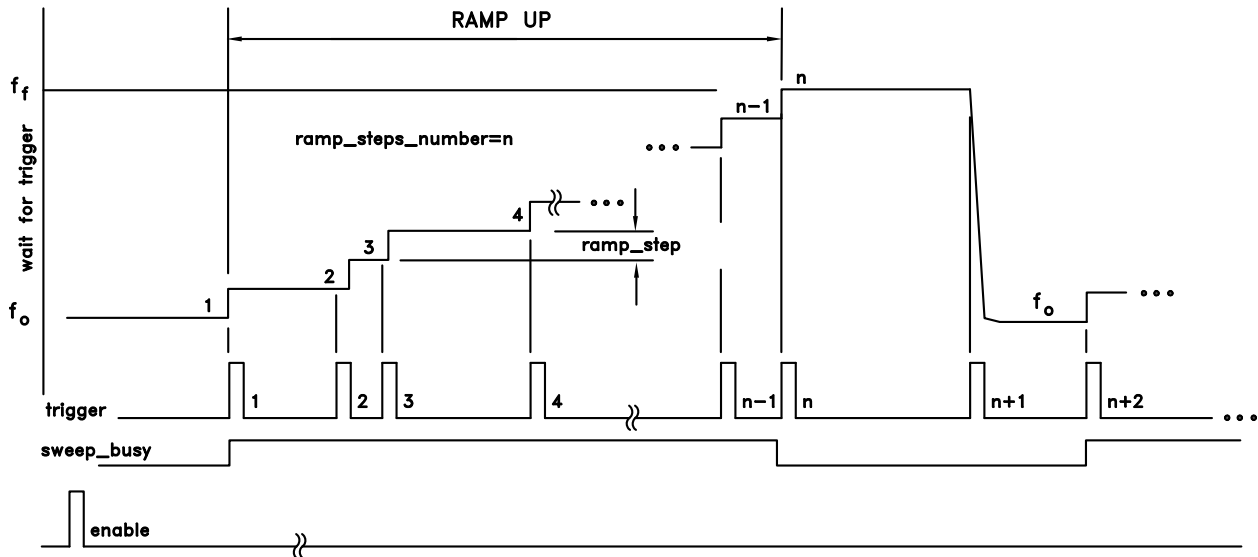 RAMP UP
f_f
n
n-1
wait for trigger
ramp_steps_number=n
4
ramp_step
3
2
1
f_o
f_o
trigger
1
2
3
4
n-1
n
n+1
n+2
sweep_busy
enable